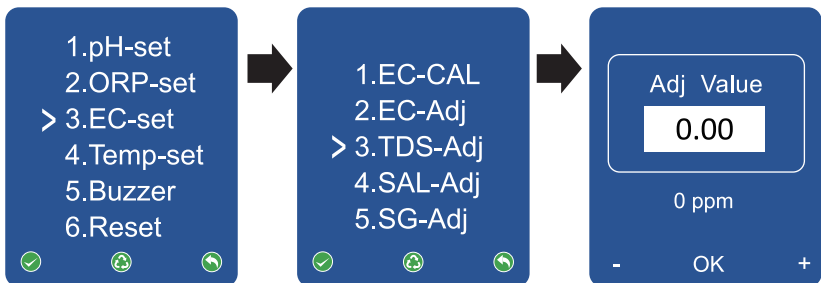 1.pH-set
2.ORP-set
> 3.EC-set
4.Temp-set
5.Buzzer
6.Reset
1.EC-CAL
2.EC-Adj
> 3.TDS-Adj
4.SAL-Adj
5.SG-Adj
Adj Value
0.00
0 ppm
- OK +